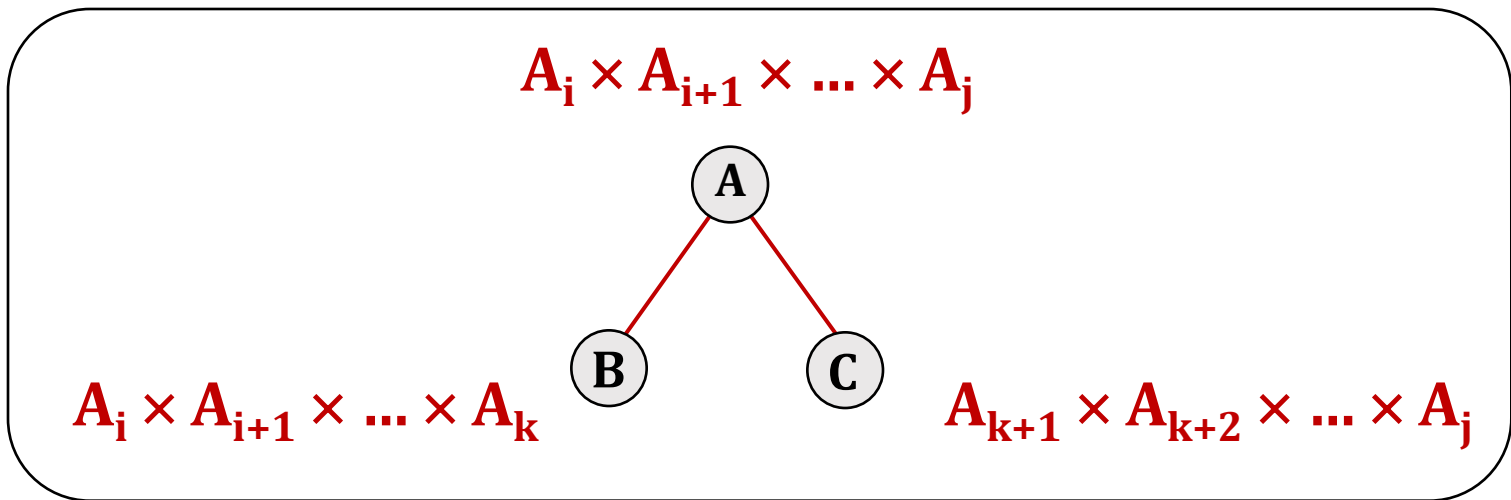 Aᵢ × Aᵢ₊₁ × ... × Aⱼ
A
B
C
Aᵢ × Aᵢ₊₁ × ... × Aₖ
Aₖ₊₁ × Aₖ₊₂ × ... × Aⱼ